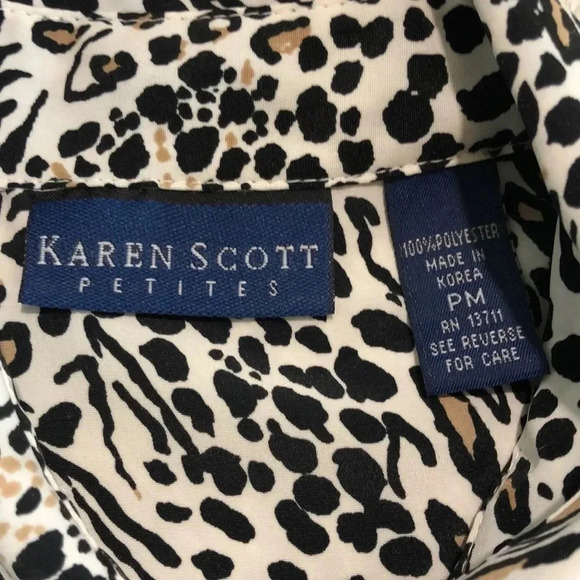 KAREN SCOTT
PETITES
100% POLYESTER
MADE IN
KOREA
PM
RN 13711
SEE REVERSE
FOR CARE